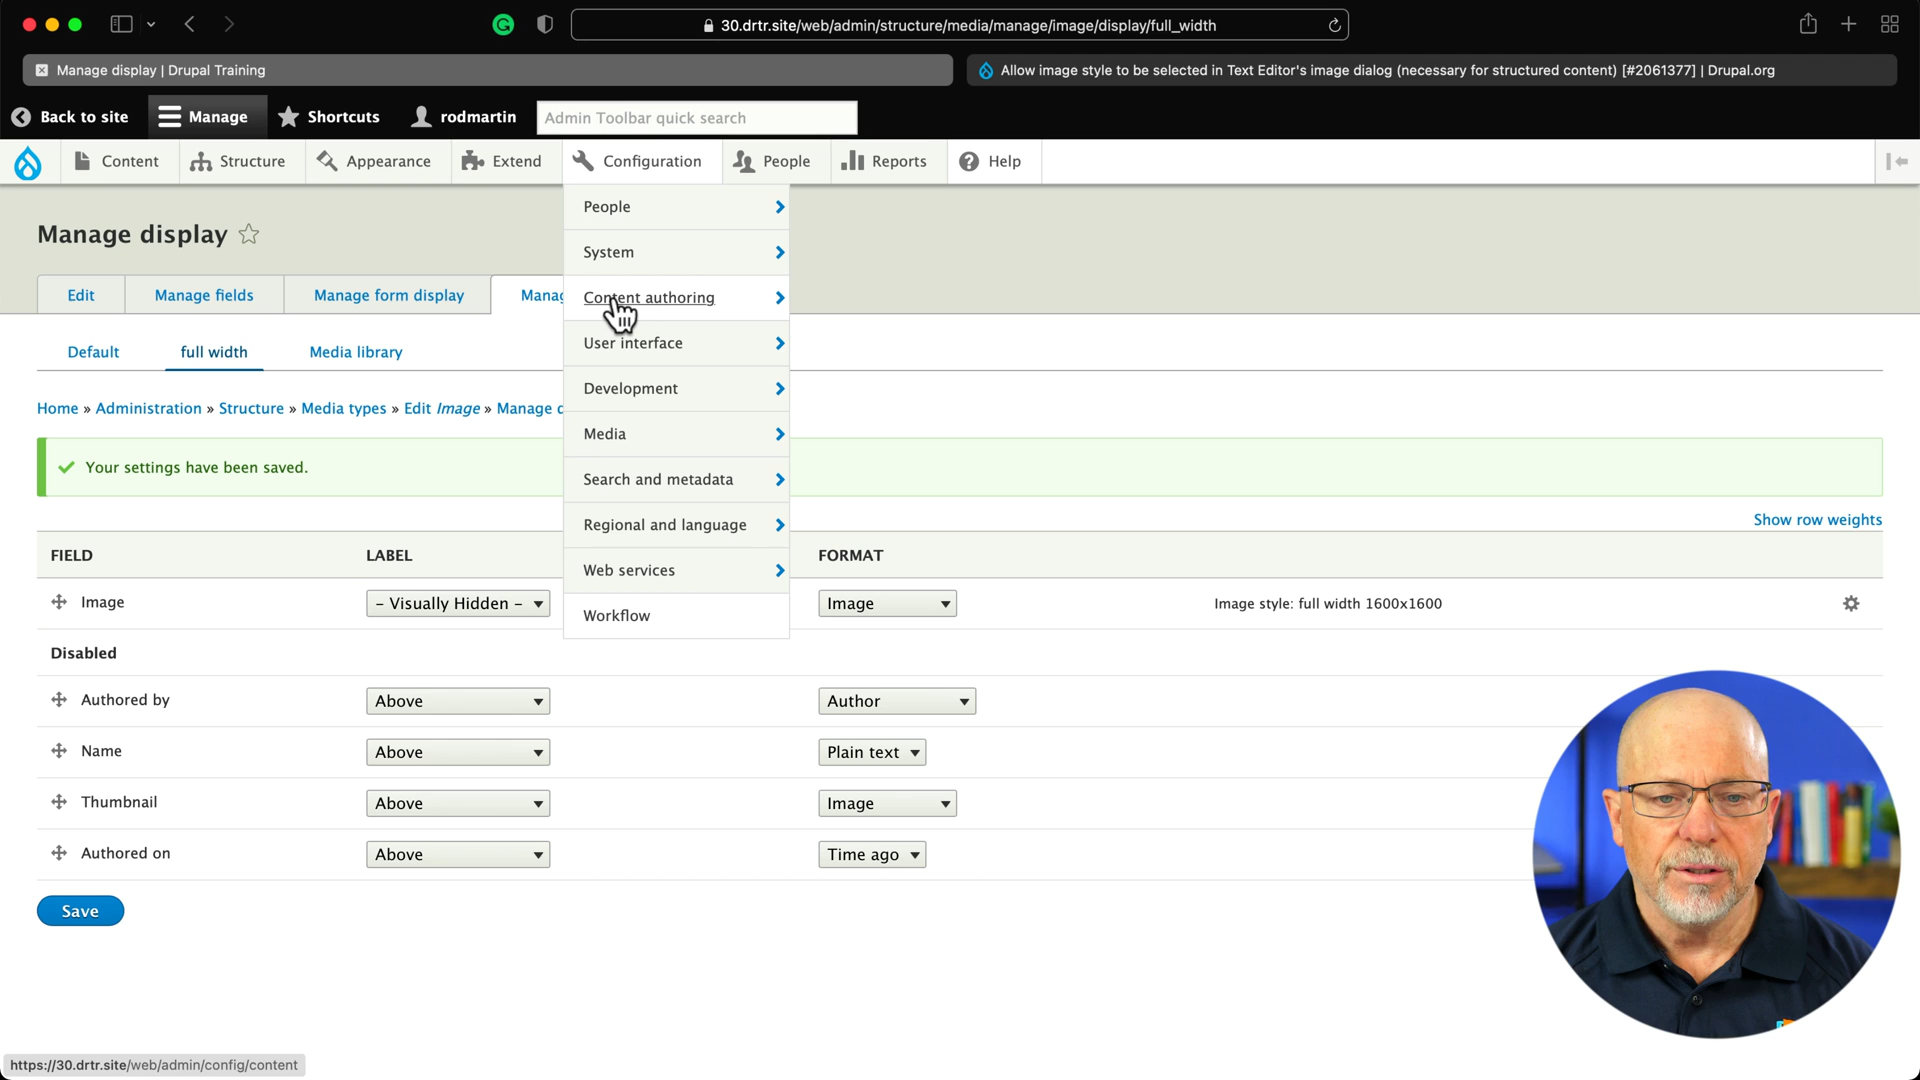 30.drtr.site/web/admin/structure/media/manage/image/display/full_width
Manage display | Drupal Training
Allow image style to be selected in Text Editor's image dialog (necessary for structured content) [#2061377] | Drupal.org
Back to site
Manage
Shortcuts
rodmartin
Admin Toolbar quick search
Content
Structure
Appearance
Extend
Configuration
People
Reports
Help
People
System
Content authoring
User interface
Development
Media
Search and metadata
Regional and language
Web services
Workflow
Manage display
Edit
Manage fields
Manage form display
Manag
Default
full width
Media library
Home » Administration » Structure » Media types » Edit Image » Manage d
Your settings have been saved.
Show row weights
FIELD LABEL FORMAT
Image - Visually Hidden - Image Image style: full width 1600x1600
Disabled
Authored by Above Author
Name Above Plain text
Thumbnail Above Image
Authored on Above Time ago
Save
https://30.drtr.site/web/admin/config/content